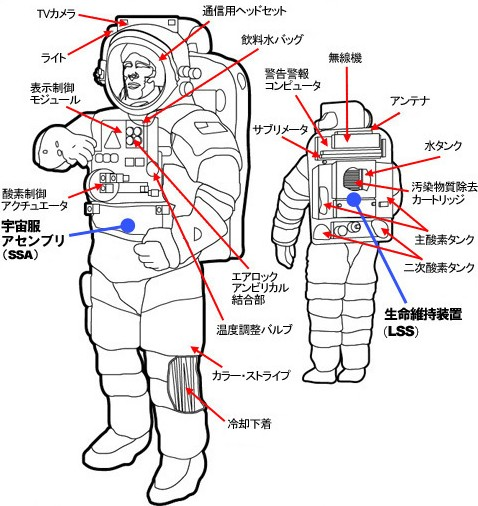 TVカメラ
通信用ヘッドセット
ライト
飲料水バッグ
無線機
警告警報
コンピュータ
表示制御
モジュール
アンテナ
サブリメータ
水タンク
酸素制御
アクチュエータ
汚染物質除去
カートリッジ
宇宙服
アセンブリ
(SSA)
主酸素タンク
二次酸素タンク
エアロック
アンビリカル
結合部
生命維持装置
(LSS)
温度調整バルブ
カラー・ストライプ
冷却下着